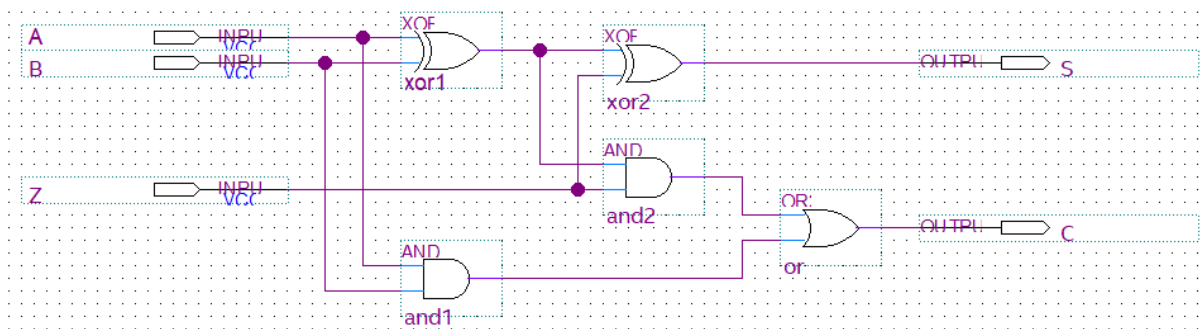 A INPU VCC
B INPU VCC
Z INPU VCC
XOF
xor1
XOF
xor2
AND
and2
AND
and1
OR:
or
OUTPU S
OUTPU C